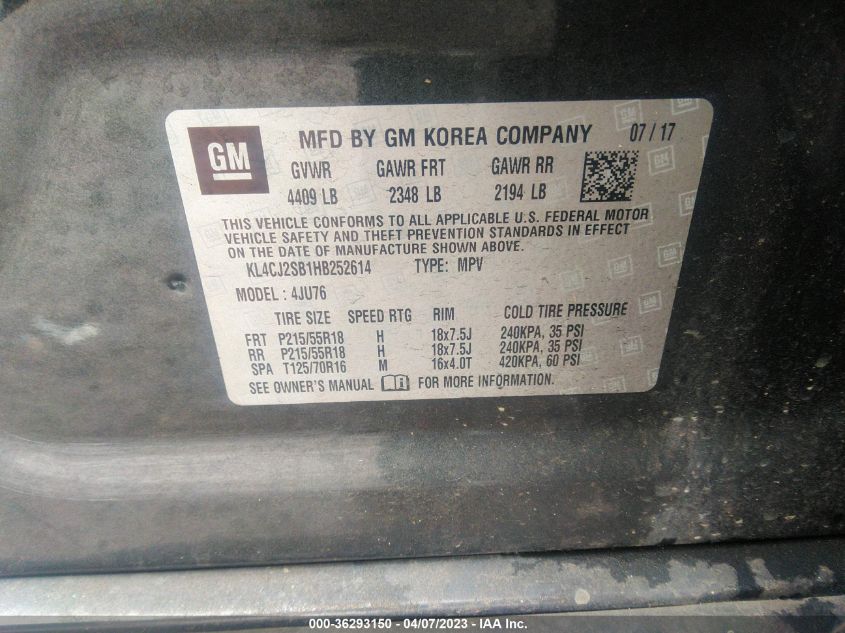 GM
MFD BY GM KOREA COMPANY 07/17
GVWR GAWR FRT GAWR RR
4409 LB 2348 LB 2194 LB
THIS VEHICLE CONFORMS TO ALL APPLICABLE U.S. FEDERAL MOTOR
VEHICLE SAFETY AND THEFT PREVENTION STANDARDS IN EFFECT
ON THE DATE OF MANUFACTURE SHOWN ABOVE.
KL4CJ2SB1HB252614 TYPE: MPV
MODEL: 4JU76
TIRE SIZE SPEED RTG RIM COLD TIRE PRESSURE
FRT P215/55R18 H 18x7.5J 240KPA, 35 PSI
RR P215/55R18 H 18x7.5J 240KPA, 35 PSI
SPA T125/70R16 M 16x4.0T 420KPA, 60 PSI
SEE OWNER'S MANUAL FOR MORE INFORMATION.
000-36293150 - 04/07/2023 - IAA Inc.